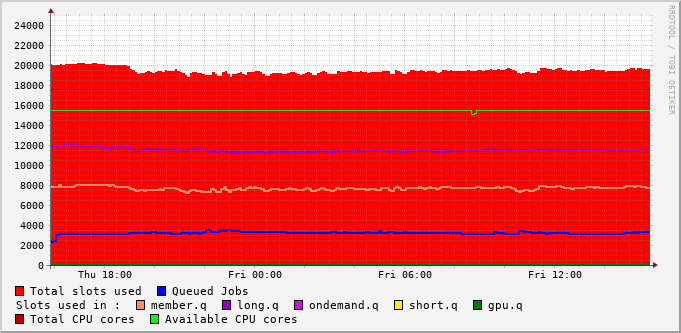 RRDTOOL / TOBI OETIKER
24000
22000
20000
18000
16000
14000
12000
10000
8000
6000
4000
2000
0
Thu 18:00 Fri 00:00 Fri 06:00 Fri 12:00
Total slots used Queued Jobs
Slots used in : member.q long.q ondemand.q short.q gpu.q
Total CPU cores Available CPU cores